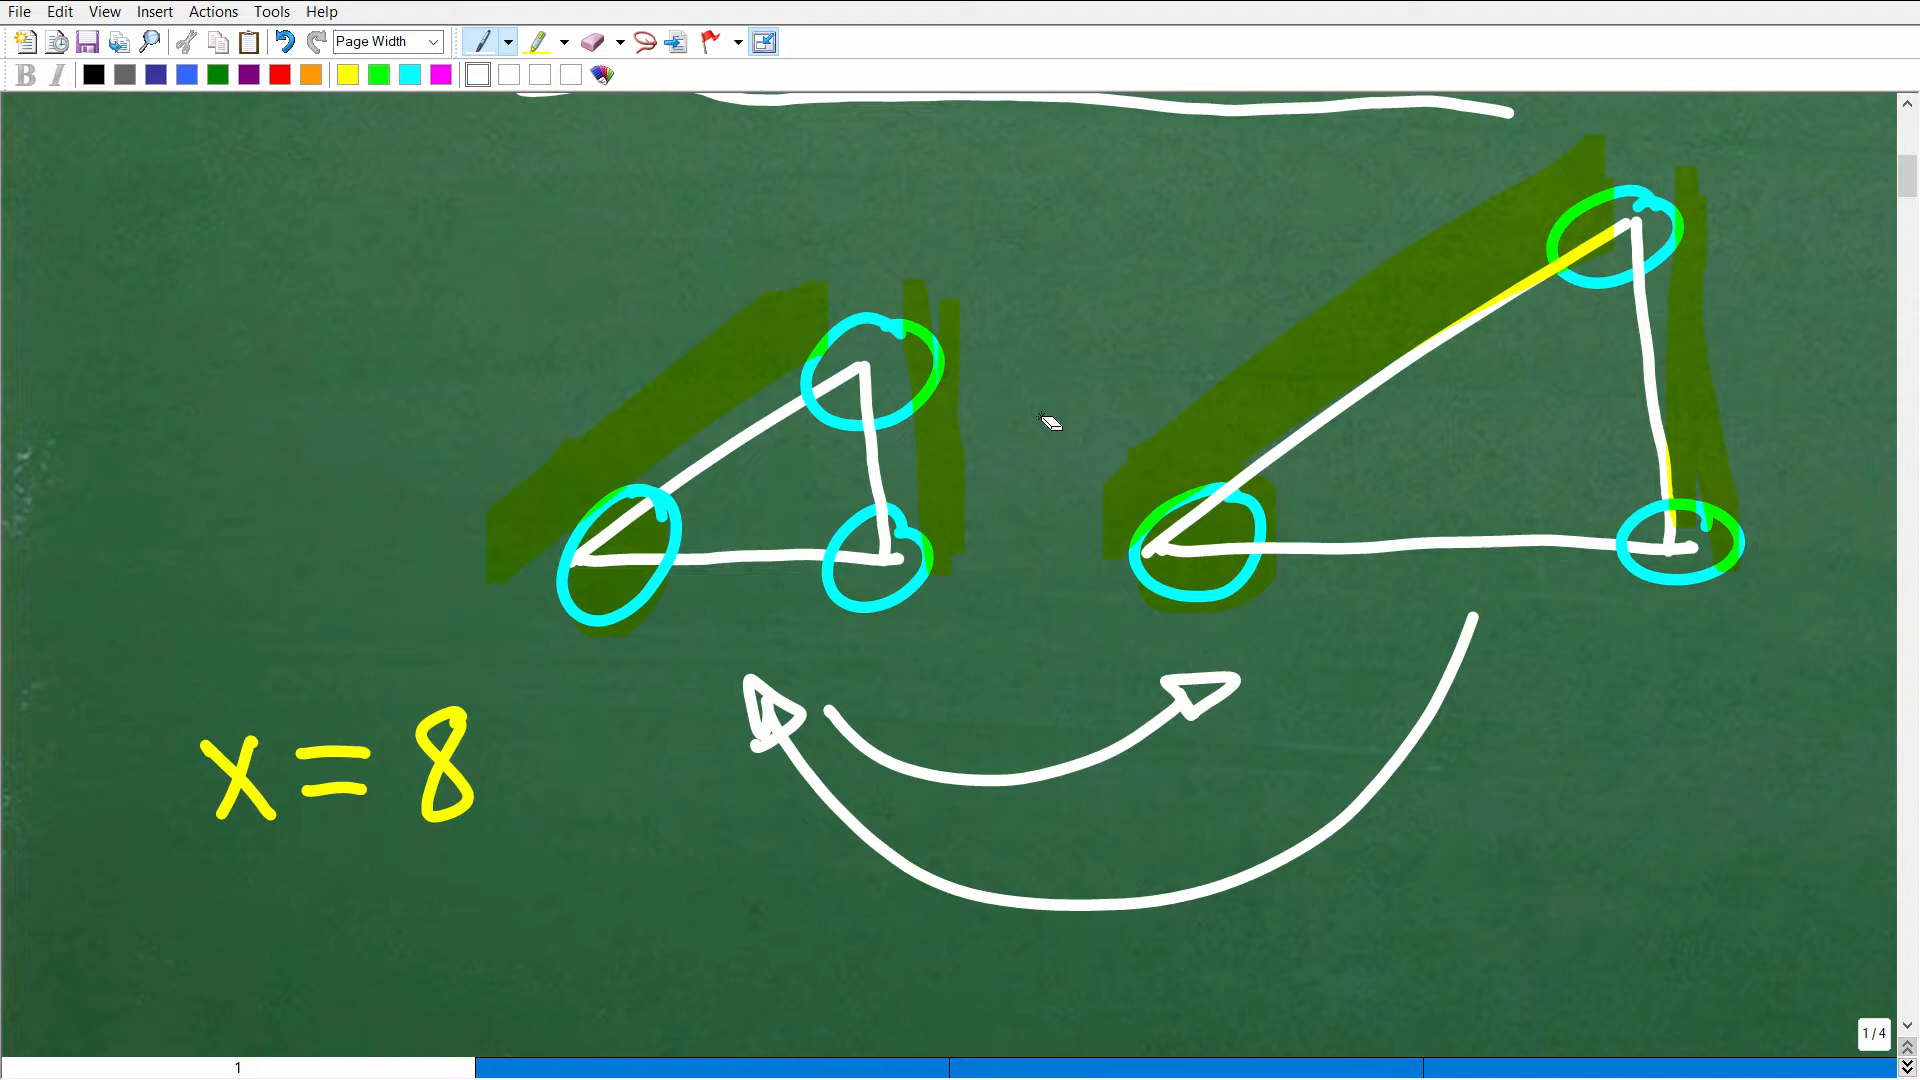 File Edit View Insert Actions Tools Help
Page Width
B I
x = 8
1 / 4
1